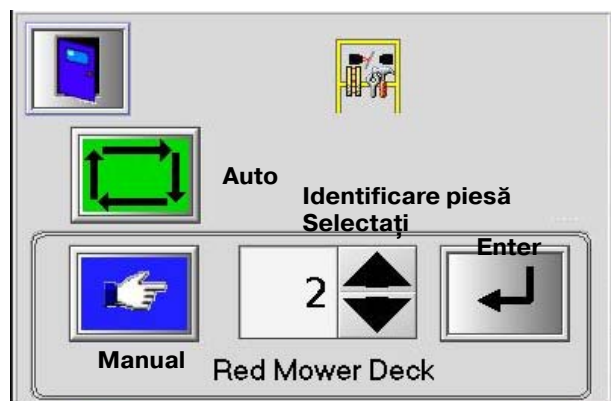 Auto
Identificare piesă
Selectați
Enter
2
Manual
Red Mower Deck